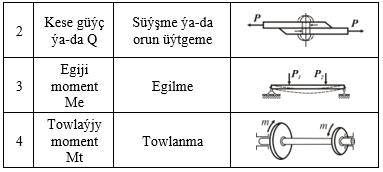 2
Kese güýç
ýa-da Q
Süýşme ýa-da
orun üýtgeme
P
P
3
Egiji
moment
Me
Egilme
P₁ P₂
4
Towlaýjy
moment
Mt
Towlanma
m m